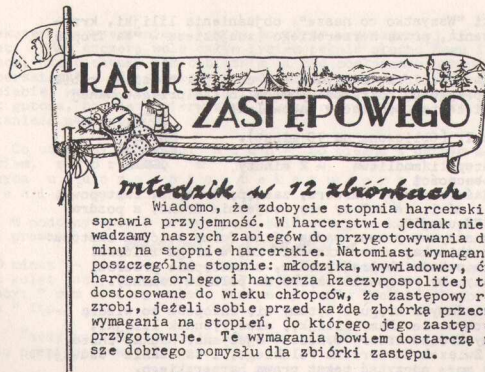 KĄCIK
ZASTĘPOWEGO
młodzik w 12 zbiórkach
Wiadomo, że zdobycie stopnia harcerski
sprawia przyjemność. W harcerstwie jednak nie
wadzamy naszych zabiegów do przygotowywania d
minu na stopnie harcerskie. Natomiast wymagan
poszczególne stopnie: młodzika, wywiadowcy, ć
harcerza orlego i harcerza Rzeczypospolitej t
dostosowane do wieku chłopców, że zastępowy r
zrobi, jeżeli sobie przed każdą zbiórką przec
wymagania na stopień, do którego jego zastęp
przygotowuje. Te wymagania bowiem dostarczą
sze dobrego pomysłu dla zbiórki zastępu.